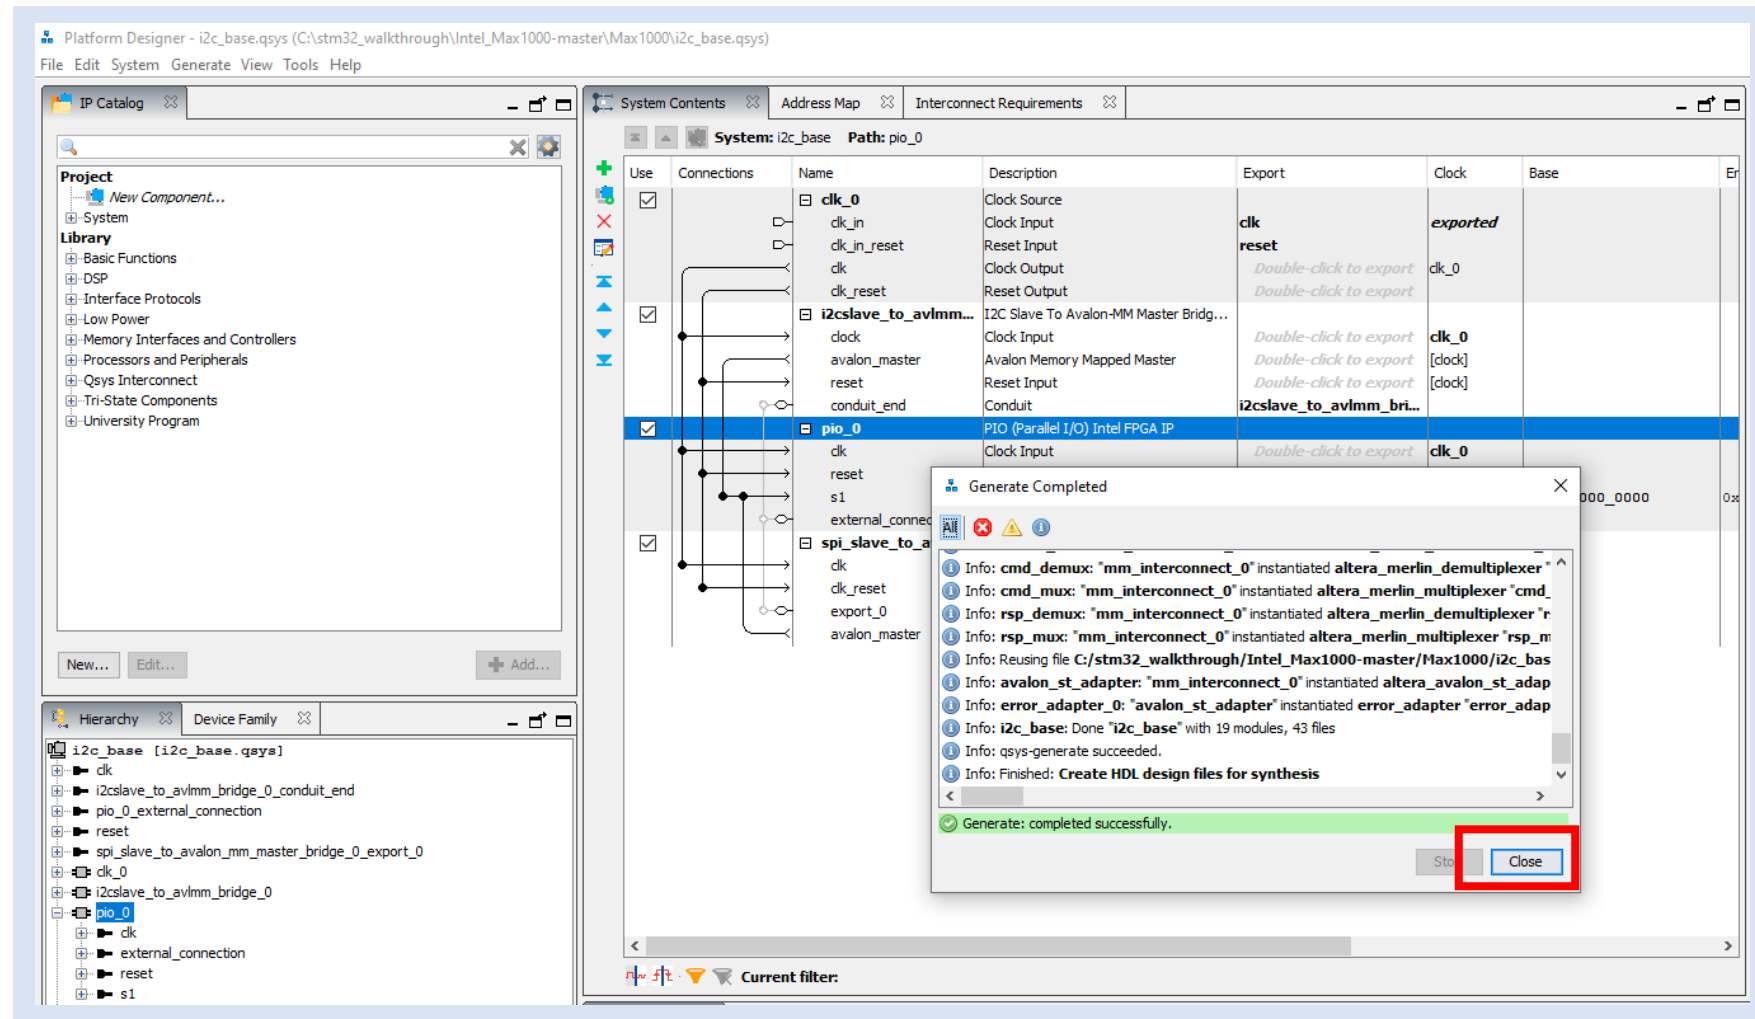 Platform Designer - i2c_base.qsys (C:\stm32_walkthrough\Intel_Max1000-master\Max1000\i2c_base.qsys)
File Edit System Generate View Tools Help
IP Catalog
Project
New Component...
System
Library
Basic Functions
DSP
Interface Protocols
Low Power
Memory Interfaces and Controllers
Processors and Peripherals
Qsys Interconnect
Tri-State Components
University Program
New... Edit... Add...
Hierarchy Device Family
i2c_base [i2c_base.qsys]
clk
i2cslave_to_avlmm_bridge_0_conduit_end
pio_0_external_connection
reset
spi_slave_to_avalon_mm_master_bridge_0_export_0
clk_0
i2cslave_to_avlmm_bridge_0
pio_0
clk
external_connection
reset
s1
System Contents Address Map Interconnect Requirements
System: i2c_base Path: pio_0
Use Connections Name Description Export Clock Base
clk_0 Clock Source
clk_in Clock Input clk exported
clk_in_reset Reset Input reset
clk Clock Output Double-click to export clk_0
clk_reset Reset Output Double-click to export
i2cslave_to_avlmm... I2C Slave To Avalon-MM Master Bridg...
clock Clock Input Double-click to export clk_0
avalon_master Avalon Memory Mapped Master Double-click to export [clock]
reset Reset Input Double-click to export [clock]
conduit_end Conduit i2cslave_to_avlmm_bri...
pio_0 PIO (Parallel I/O) Intel FPGA IP
clk Clock Input Double-click to export clk_0
reset
s1 000_0000 0x
external_connec
spi_slave_to_a
clk
clk_reset
export_0
avalon_master
Generate Completed
All
Info: cmd_demux: "mm_interconnect_0" instantiated altera_merlin_demultiplexer "
Info: cmd_mux: "mm_interconnect_0" instantiated altera_merlin_multiplexer "cmd_
Info: rsp_demux: "mm_interconnect_0" instantiated altera_merlin_demultiplexer "r
Info: rsp_mux: "mm_interconnect_0" instantiated altera_merlin_multiplexer "rsp_m
Info: Reusing file C:/stm32_walkthrough/Intel_Max1000-master/Max1000/i2c_bas
Info: avalon_st_adapter: "mm_interconnect_0" instantiated altera_avalon_st_adap
Info: error_adapter_0: "avalon_st_adapter" instantiated error_adapter "error_adap
Info: i2c_base: Done "i2c_base" with 19 modules, 43 files
Info: qsys-generate succeeded.
Info: Finished: Create HDL design files for synthesis
Generate: completed successfully.
Sto Close
Current filter: